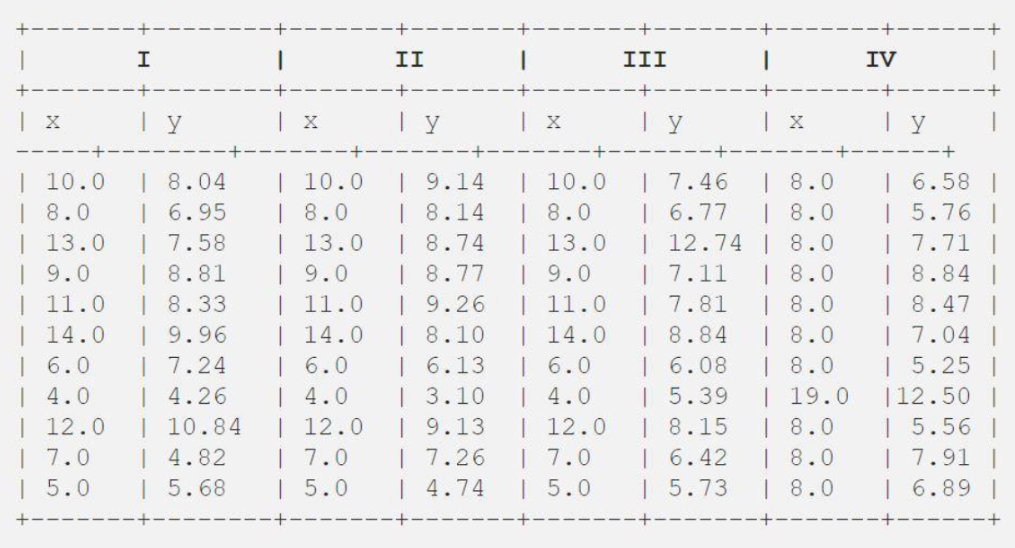 +-------+---------+-------+-------+-------+-------+-------+-------+
|       I         |       II      |      III      |      IV       |
+-------+---------+-------+-------+-------+-------+-------+-------+
| x     | y       | x     | y     | x     | y     | x     | y     |
-----+--------+-------+-------+-------+-------+-------+------+
| 10.0  | 8.04    | 10.0  | 9.14  | 10.0  | 7.46  | 8.0   | 6.58  |
| 8.0   | 6.95    | 8.0   | 8.14  | 8.0   | 6.77  | 8.0   | 5.76  |
| 13.0  | 7.58    | 13.0  | 8.74  | 13.0  | 12.74 | 8.0   | 7.71  |
| 9.0   | 8.81    | 9.0   | 8.77  | 9.0   | 7.11  | 8.0   | 8.84  |
| 11.0  | 8.33    | 11.0  | 9.26  | 11.0  | 7.81  | 8.0   | 8.47  |
| 14.0  | 9.96    | 14.0  | 8.10  | 14.0  | 8.84  | 8.0   | 7.04  |
| 6.0   | 7.24    | 6.0   | 6.13  | 6.0   | 6.08  | 8.0   | 5.25  |
| 4.0   | 4.26    | 4.0   | 3.10  | 4.0   | 5.39  | 19.0  |12.50  |
| 12.0  | 10.84   | 12.0  | 9.13  | 12.0  | 8.15  | 8.0   | 5.56  |
| 7.0   | 4.82    | 7.0   | 7.26  | 7.0   | 6.42  | 8.0   | 7.91  |
| 5.0   | 5.68    | 5.0   | 4.74  | 5.0   | 5.73  | 8.0   | 6.89  |
+-------+---------+-------+-------+-------+-------+-------+-------+